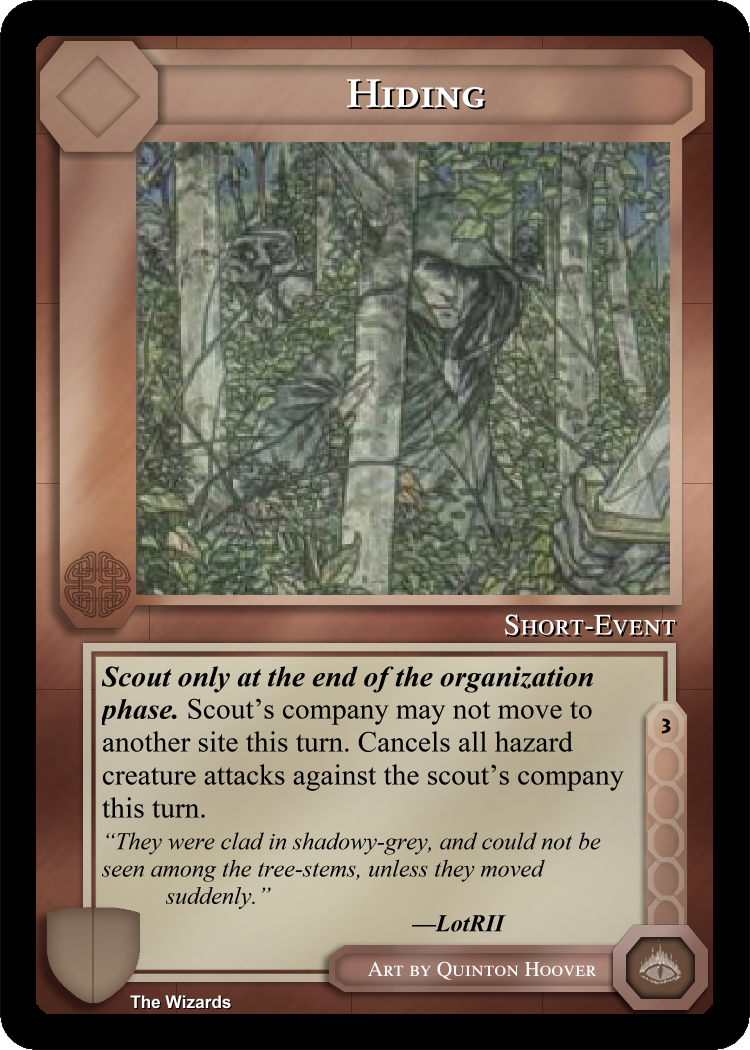 Hiding
Short-Event
Scout only at the end of the organization
phase. Scout's company may not move to
another site this turn. Cancels all hazard
creature attacks against the scout's company
this turn.
3
“They were clad in shadowy-grey, and could not be
seen among the tree-stems, unless they moved
suddenly.”
—LotRII
Art by Quinton Hoover
The Wizards